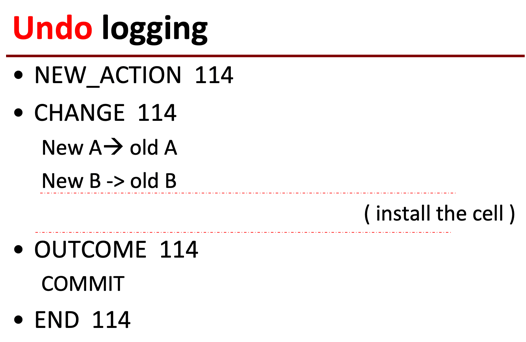 Undo logging
• NEW_ACTION 114
• CHANGE 114
New A→ old A
New B -> old B
( install the cell )
• OUTCOME 114
COMMIT
• END 114